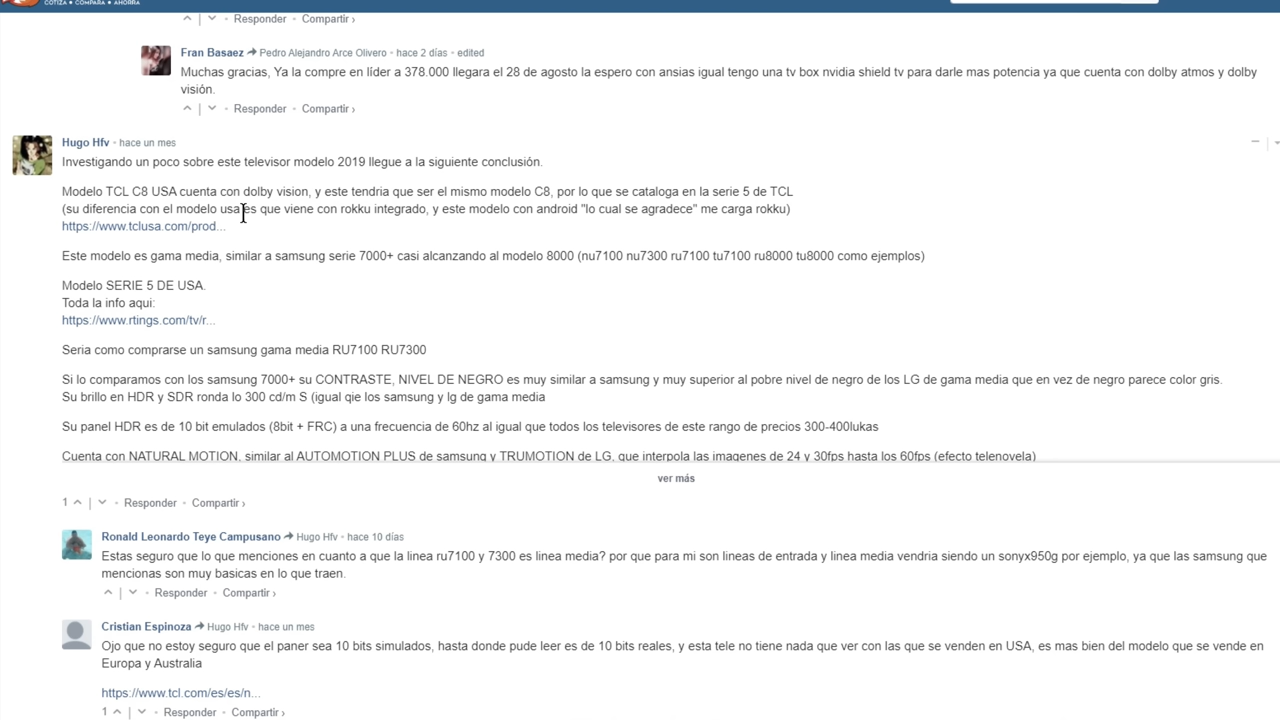 COTIZA • COMPARA • AHORRA
Responder • Compartir ›
Fran Basaez Pedro Alejandro Arce Olivero • hace 2 días • edited
Muchas gracias, Ya la compre en líder a 378.000 llegara el 28 de agosto la espero con ansias igual tengo una tv box nvidia shield tv para darle mas potencia ya que cuenta con dolby atmos y dolby
visión.
Responder • Compartir ›
Hugo Hfv • hace un mes
Investigando un poco sobre este televisor modelo 2019 llegue a la siguiente conclusión.
Modelo TCL C8 USA cuenta con dolby vision, y este tendria que ser el mismo modelo C8, por lo que se cataloga en la serie 5 de TCL
(su diferencia con el modelo usa es que viene con rokku integrado, y este modelo con android "lo cual se agradece" me carga rokku)
https://www.tclusa.com/prod...
Este modelo es gama media, similar a samsung serie 7000+ casi alcanzando al modelo 8000 (nu7100 nu7300 ru7100 tu7100 ru8000 tu8000 como ejemplos)
Modelo SERIE 5 DE USA.
Toda la info aqui:
https://www.rtings.com/tv/r...
Seria como comprarse un samsung gama media RU7100 RU7300
Si lo comparamos con los samsung 7000+ su CONTRASTE, NIVEL DE NEGRO es muy similar a samsung y muy superior al pobre nivel de negro de los LG de gama media que en vez de negro parece color gris.
Su brillo en HDR y SDR ronda lo 300 cd/m S (igual qie los samsung y lg de gama media
Su panel HDR es de 10 bit emulados (8bit + FRC) a una frecuencia de 60hz al igual que todos los televisores de este rango de precios 300-400lukas
Cuenta con NATURAL MOTION, similar al AUTOMOTION PLUS de samsung y TRUMOTION de LG, que interpola las imagenes de 24 y 30fps hasta los 60fps (efecto telenovela)
ver más
1 • Responder • Compartir ›
Ronald Leonardo Teye Campusano Hugo Hfv • hace 10 días
Estas seguro que lo que menciones en cuanto a que la linea ru7100 y 7300 es linea media? por que para mi son lineas de entrada y linea media vendria siendo un sonyx950g por ejemplo, ya que las samsung que
mencionas son muy basicas en lo que traen.
Responder • Compartir ›
Cristian Espinoza Hugo Hfv • hace un mes
Ojo que no estoy seguro que el paner sea 10 bits simulados, hasta donde pude leer es de 10 bits reales, y esta tele no tiene nada que ver con las que se venden en USA, es mas bien del modelo que se vende en
Europa y Australia
https://www.tcl.com/es/es/n...
1 • Responder • Compartir ›